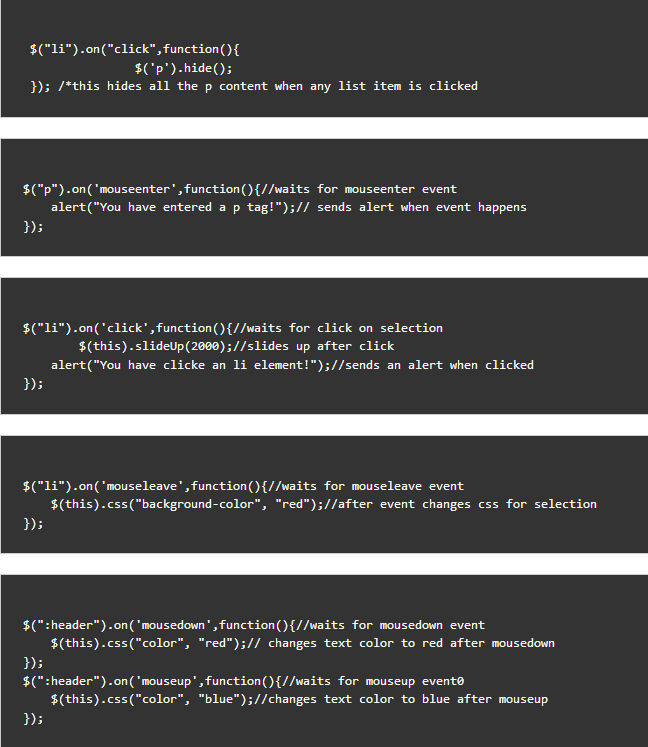 $("li").on("click",function(){
$('p').hide();
}); /*this hides all the p content when any list item is clicked
$("p").on('mouseenter',function(){//waits for mouseenter event
alert("You have entered a p tag!");// sends alert when event happens
});
$("li").on('click',function(){//waits for click on selection
$(this).slideUp(2000);//slides up after click
alert("You have clicke an li element!");//sends an alert when clicked
});
$("li").on('mouseleave',function(){//waits for mouseleave event
$(this).css("background-color", "red");//after event changes css for selection
});
$(":header").on('mousedown',function(){//waits for mousedown event
$(this).css("color", "red");// changes text color to red after mousedown
});
$(":header").on('mouseup',function(){//waits for mouseup event0
$(this).css("color", "blue");//changes text color to blue after mouseup
});